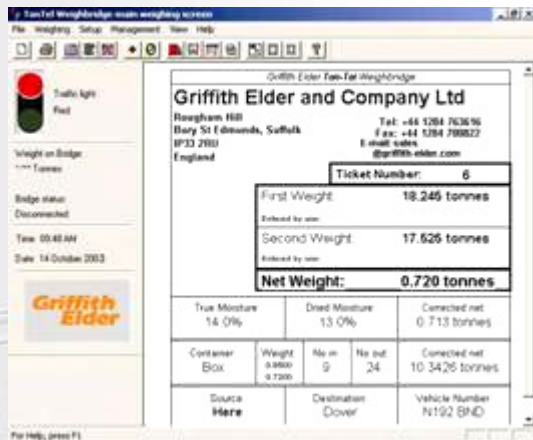 TonTel Weighbridge main weighing screen
File Weighing Setup Management View Help
Traffic light
Red
Weight on Bridge
*.** Tonnes
Bridge status
Disconnected
Time 09:48 AM
Date 14 October 2003
Griffith
Elder
Griffith Elder Ton-Tel Weighbridge
Griffith Elder and Company Ltd
Rougham Hill
Bury St Edmunds, Suffolk
IP33 2RU
England
Tel: +44 1284 763616
Fax: +44 1284 700822
E-mail: sales
@griffith-elder.com
Ticket Number: 6
First Weight 18.245 tonnes
Entered by user
Second Weight 17.525 tonnes
Entered by user
Net Weight: 0.720 tonnes
True Moisture Dried Moisture Corrected net
14.0% 13.0% 0.713 tonnes
Container Weight No in No out Corrected net
Box 0.0500 9 24 10.3426 tonnes
0.7200
Source Destination Vehicle Number
Here Dover N192 BND
For Help, press F1